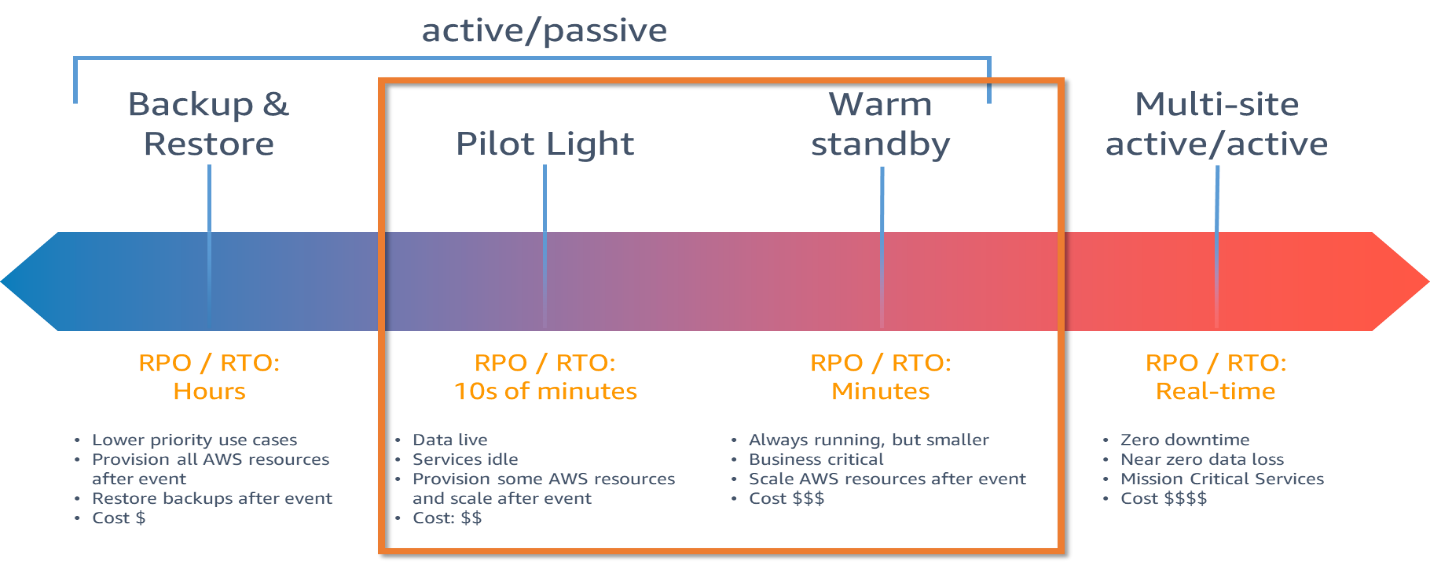 active/passive
Backup &
Restore
Pilot Light
Warm
standby
Multi-site
active/active
RPO / RTO:
Hours
RPO / RTO:
10s of minutes
RPO / RTO:
Minutes
RPO / RTO:
Real-time
• Lower priority use cases
• Provision all AWS resources
after event
• Restore backups after event
• Cost $
• Data live
• Services idle
• Provision some AWS resources
and scale after event
• Cost: $$
• Always running, but smaller
• Business critical
• Scale AWS resources after event
• Cost $$$
• Zero downtime
• Near zero data loss
• Mission Critical Services
• Cost $$$$